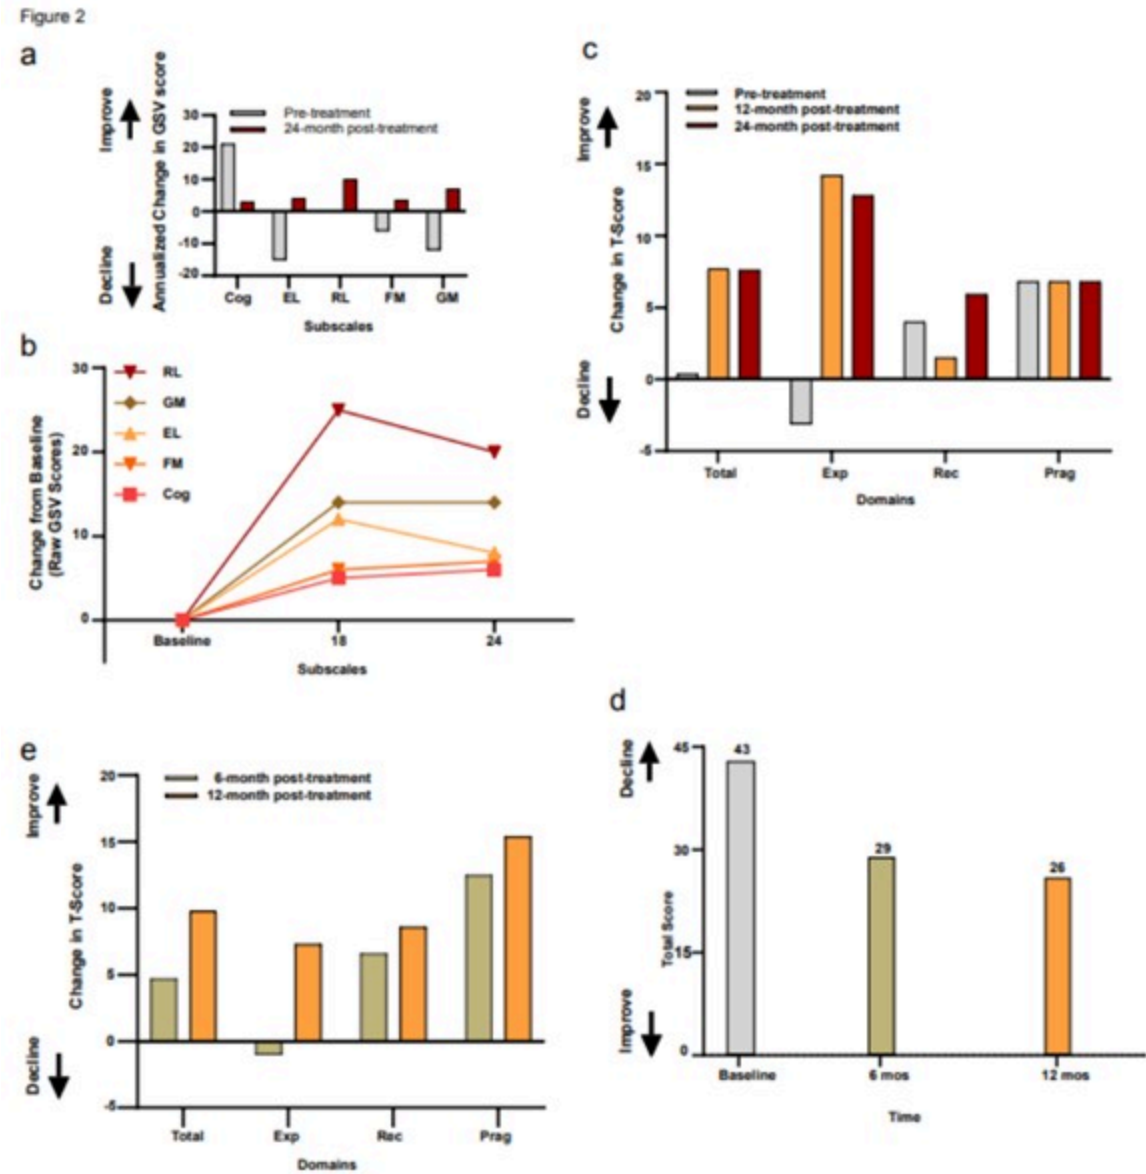 Figure 2
a
Improve
Decline
Annualized Change in GSV score
Pre-treatment
24-month post-treatment
30
20
10
0
-10
-20
Cog EL RL FM GM
Subscales
b
Change from Baseline
(Raw GSV Scores)
RL
GM
EL
FM
Cog
30
20
10
0
Baseline 18 24
Subscales
c
Improve
Decline
Change in T-Score
Pre-treatment
12-month post-treatment
24-month post-treatment
20
15
10
5
0
-5
Total Exp Rec Prag
Domains
d
Decline
Improve
Total Score
45
30
15
0
43
29
26
Baseline 6 mos 12 mos
Time
e
Improve
Decline
Change in T-Score
6-month post-treatment
12-month post-treatment
20
15
10
5
0
-5
Total Exp Rec Prag
Domains